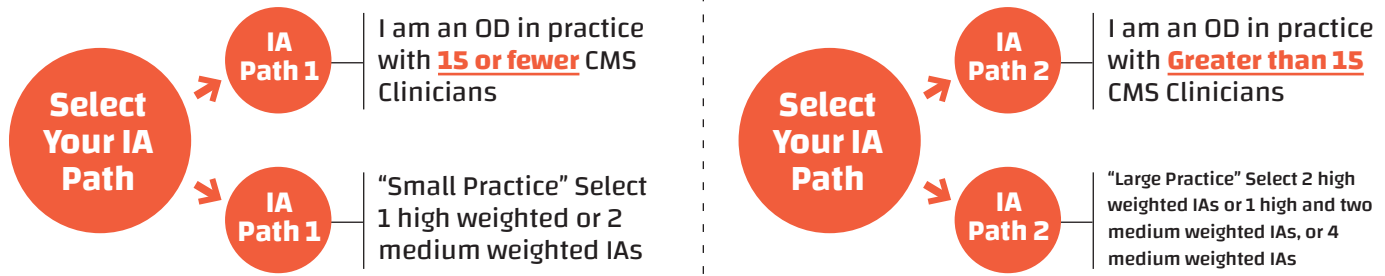 Select
Your IA
Path
IA
Path 1
I am an OD in practice
with 15 or fewer CMS
Clinicians
IA
Path 1
“Small Practice” Select
1 high weighted or 2
medium weighted IAs
Select
Your IA
Path
IA
Path 2
I am an OD in practice
with Greater than 15
CMS Clinicians
IA
Path 2
“Large Practice” Select 2 high
weighted IAs or 1 high and two
medium weighted IAs, or 4
medium weighted IAs